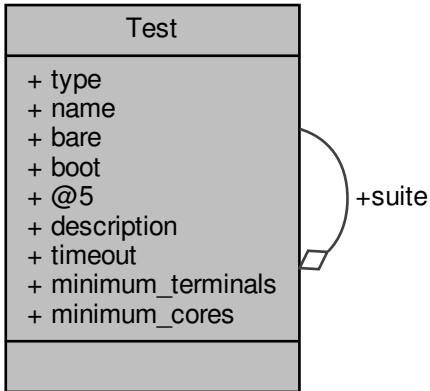 Test
+ type
+ name
+ bare
+ boot
+ @5
+ description
+ timeout
+ minimum_terminals
+ minimum_cores
+suite